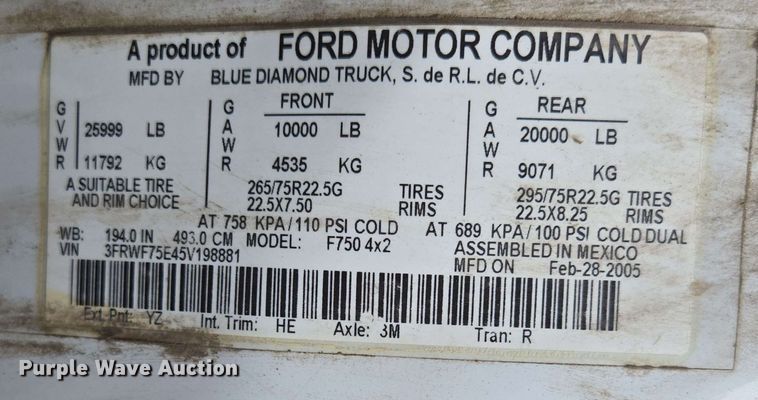 A product of FORD MOTOR COMPANY
MFD BY BLUE DIAMOND TRUCK, S. de R.L. de C.V.
GVWR 25999 LB 11792 KG
FRONT GAWR 10000 LB 4535 KG
REAR GAWR 20000 LB 9071 KG
A SUITABLE TIRE 265/75R22.5G TIRES 295/75R22.5G TIRES
AND RIM CHOICE 22.5X7.50 RIMS 22.5X8.25 RIMS
AT 758 KPA/110 PSI COLD AT 689 KPA/100 PSI COLD DUAL
WB: 194.0 IN 493.0 CM MODEL: F750 4x2 ASSEMBLED IN MEXICO
VIN 3FRWF75E45V198881 MFD ON Feb-28-2005
Ext. Pnt: YZ Int. Trim: HE Axle: 3M Tran: R
Purple Wave Auction